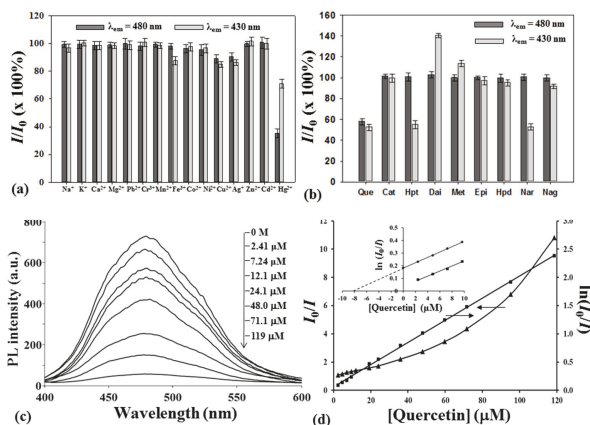 λem = 480 nm λem = 430 nm
120
100
80
60
40
20
0
I/I0 (x 100%)
Na+ K+ Ca2+ Mg2+ Pb2+ Cr3+ Mn2+ Fe3+ Co2+ Ni2+ Cu2+ Ag+ Zn2+ Cd2+ Hg2+
(a)
λem = 480 nm
λem = 430 nm
160
140
120
100
80
60
40
20
0
I/I0 (x 100%)
Que Cat Hpt Dai Met Epi Hpd Nar Nag
(b)
800
700
600
500
400
300
200
100
0
PL intensity (a.u.)
0 M
2.41 μM
7.24 μM
12.1 μM
24.1 μM
48.0 μM
71.1 μM
119 μM
400 450 500 550 600
Wavelength (nm)
(c)
12
10
8
6
4
2
0
I0/I
0.5
0.4
0.3
0.2
0.1
0
ln (I0/I)
-10 -8 -6 -4 -2 0 2 4 6 8 10
[Quercetin] (μM)
3.0
2.5
2.0
1.5
1.0
0.5
0.0
ln(I0/I)
0 20 40 60 80 100 120
[Quercetin] (μM)
(d)